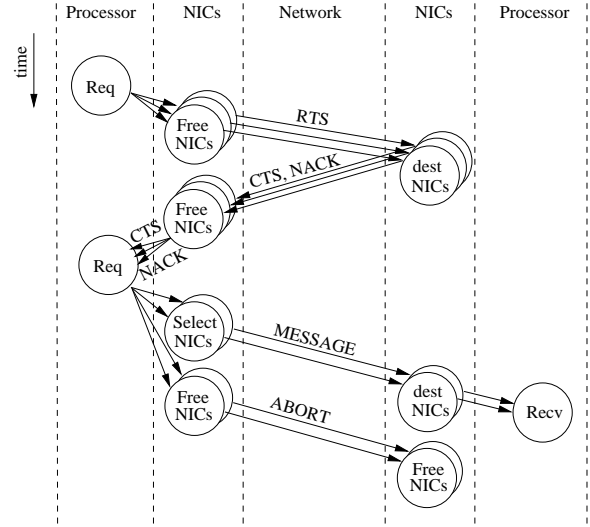 Processor NICs Network NICs Processor
time
Req
RTS
Free
NICs
dest
NICs
CTS, NACK
Free
NICs
CTS
Req
NACK
Select
NICs
MESSAGE
Free
NICs
dest
NICs
Recv
ABORT
Free
NICs